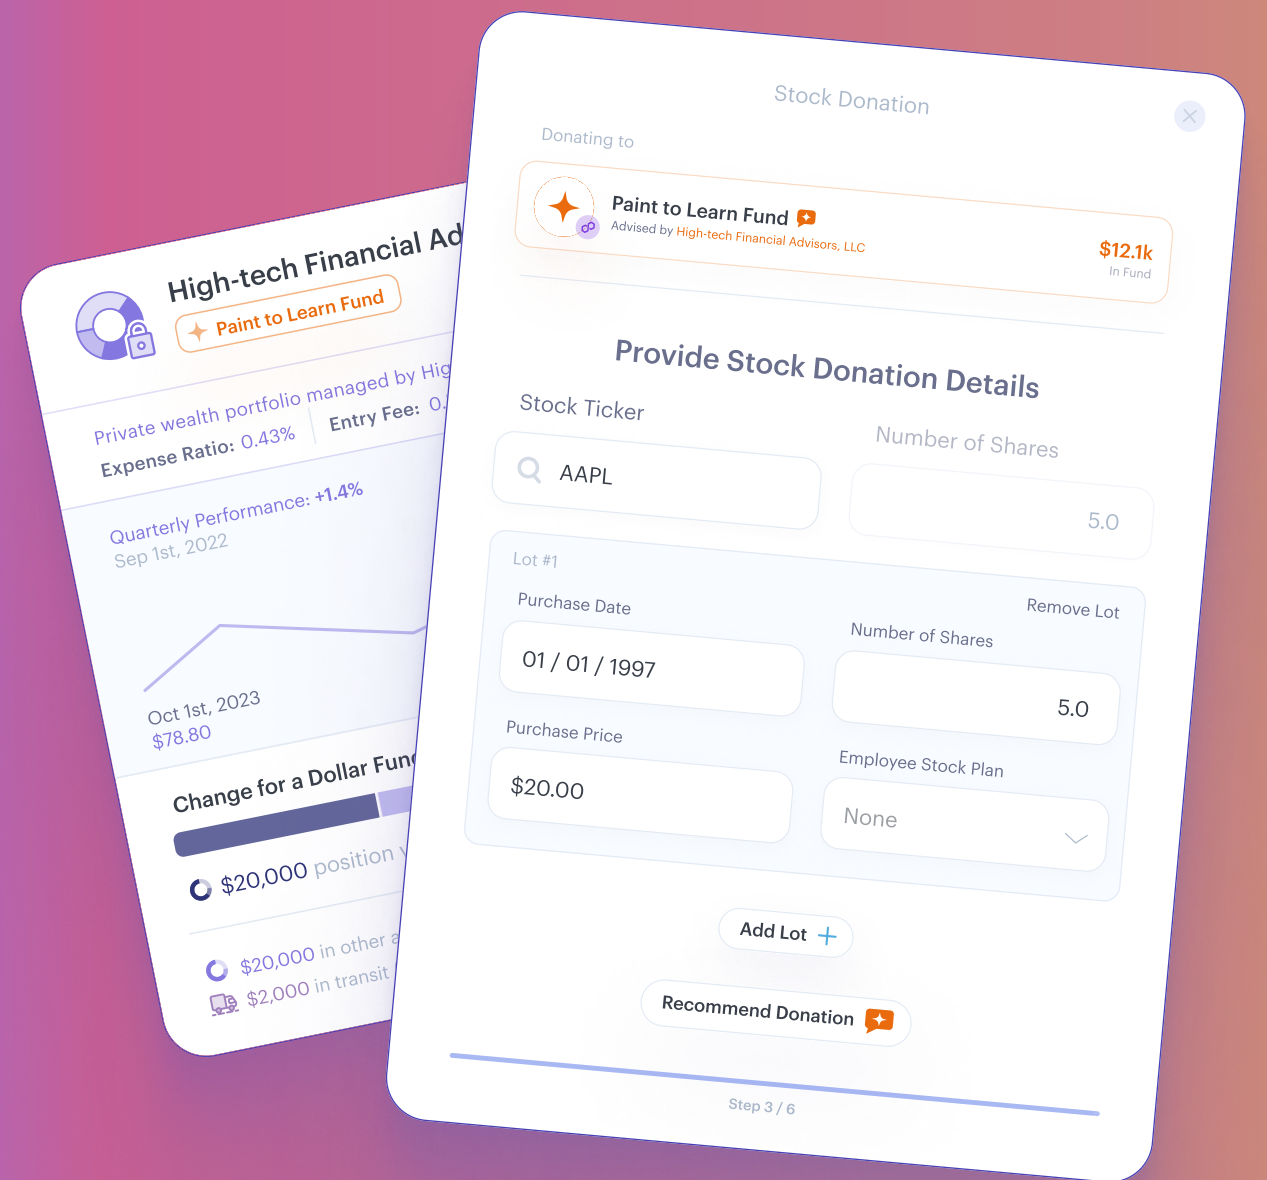 High-tech Financial Ad
Paint to Learn Fund
Private wealth portfolio managed by Hig
Expense Ratio: 0.43%
Entry Fee: 0.
Quarterly Performance: +1.4%
Sep 1st, 2022
Oct 1st, 2023
$78.80
Change for a Dollar Fund
$20,000 position
$20,000 in other a
$2,000 in transit
Stock Donation
Donating to
Paint to Learn Fund
Advised by High-tech Financial Advisors, LLC
$12.1k
In Fund
Provide Stock Donation Details
Stock Ticker
AAPL
Number of Shares
5.0
Lot #1
Remove Lot
Purchase Date
01 / 01 / 1997
Number of Shares
5.0
Purchase Price
$20.00
Employee Stock Plan
None
Add Lot
Recommend Donation
Step 3 / 6